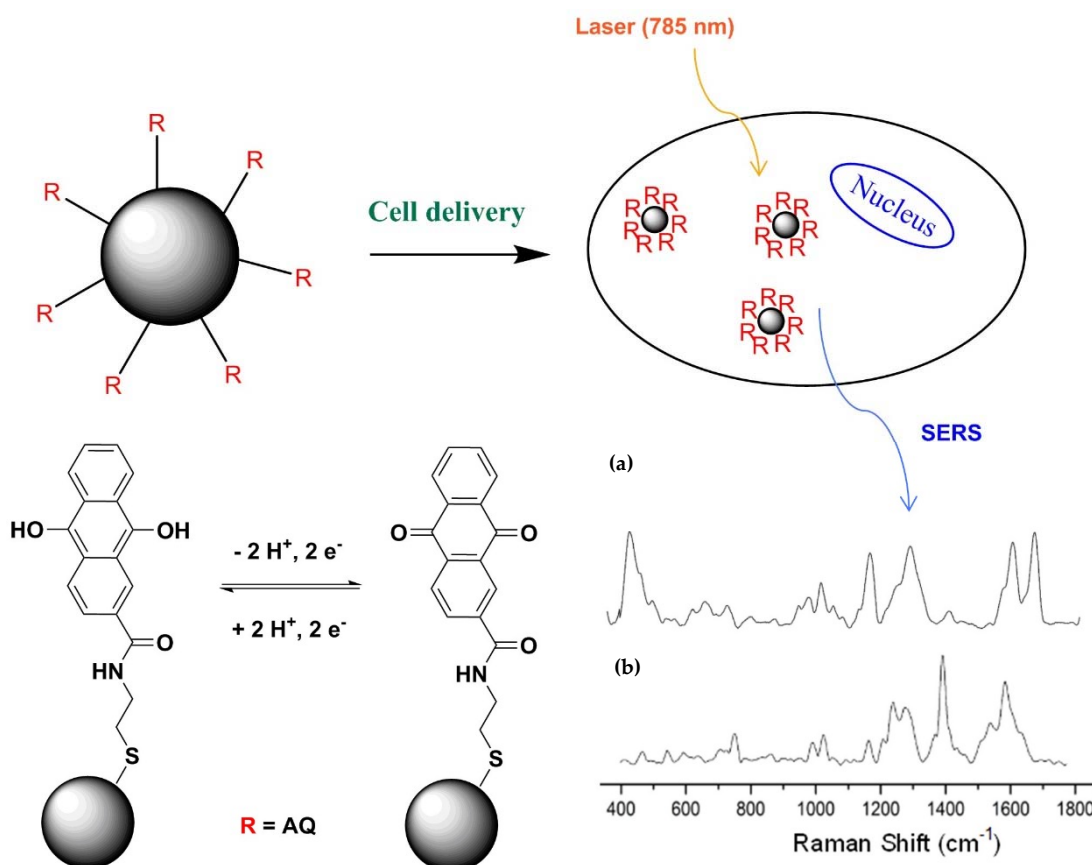 Laser (785 nm)
R
R
R
R
R
R
R
Cell delivery
R R R R R R R
R R R R R R R
R R R R R R R
Nucleus
SERS
HO
OH
O
NH
S
- 2 H⁺, 2 e⁻
+ 2 H⁺, 2 e⁻
O
O
O
HN
S
R = AQ
(a)
(b)
400 600 800 1000 1200 1400 1600 1800
Raman Shift (cm⁻¹)